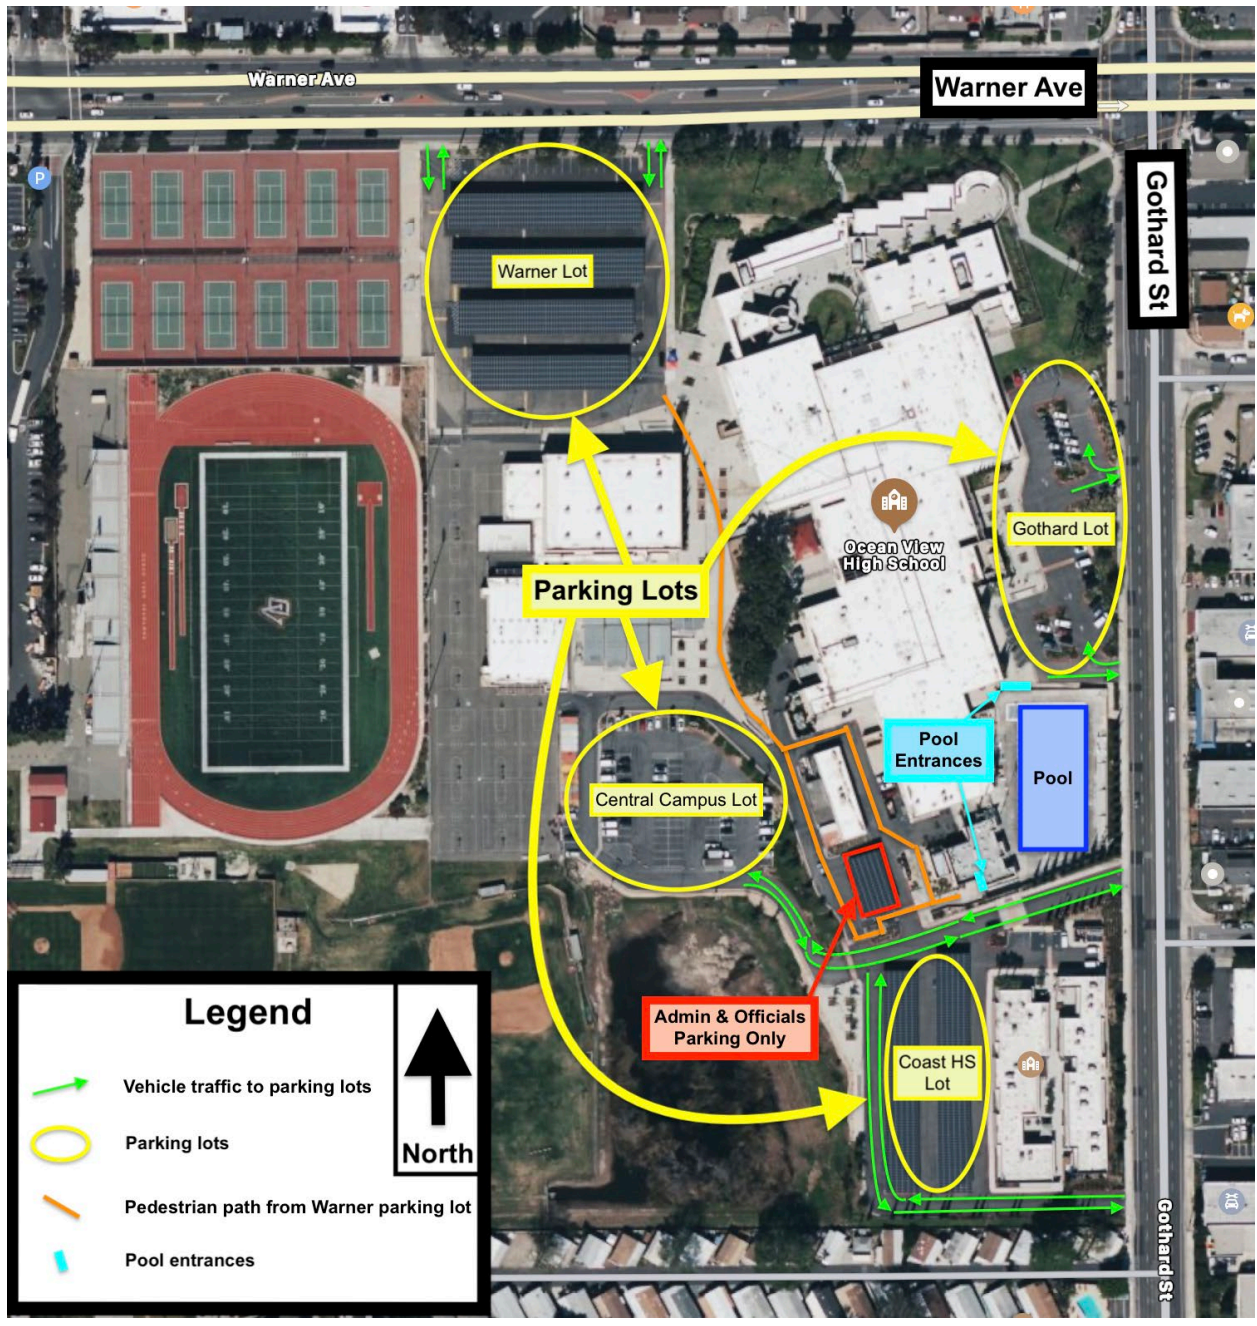 Warner Ave
Warner Ave
P
Gothard St
Warner Lot
Gothard Lot
Ocean View
High School
Parking Lots
Pool
Entrances
Pool
Central Campus Lot
Admin & Officials
Parking Only
Coast HS
Lot
Legend
Vehicle traffic to parking lots
Parking lots
Pedestrian path from Warner parking lot
Pool entrances
North
Gothard St